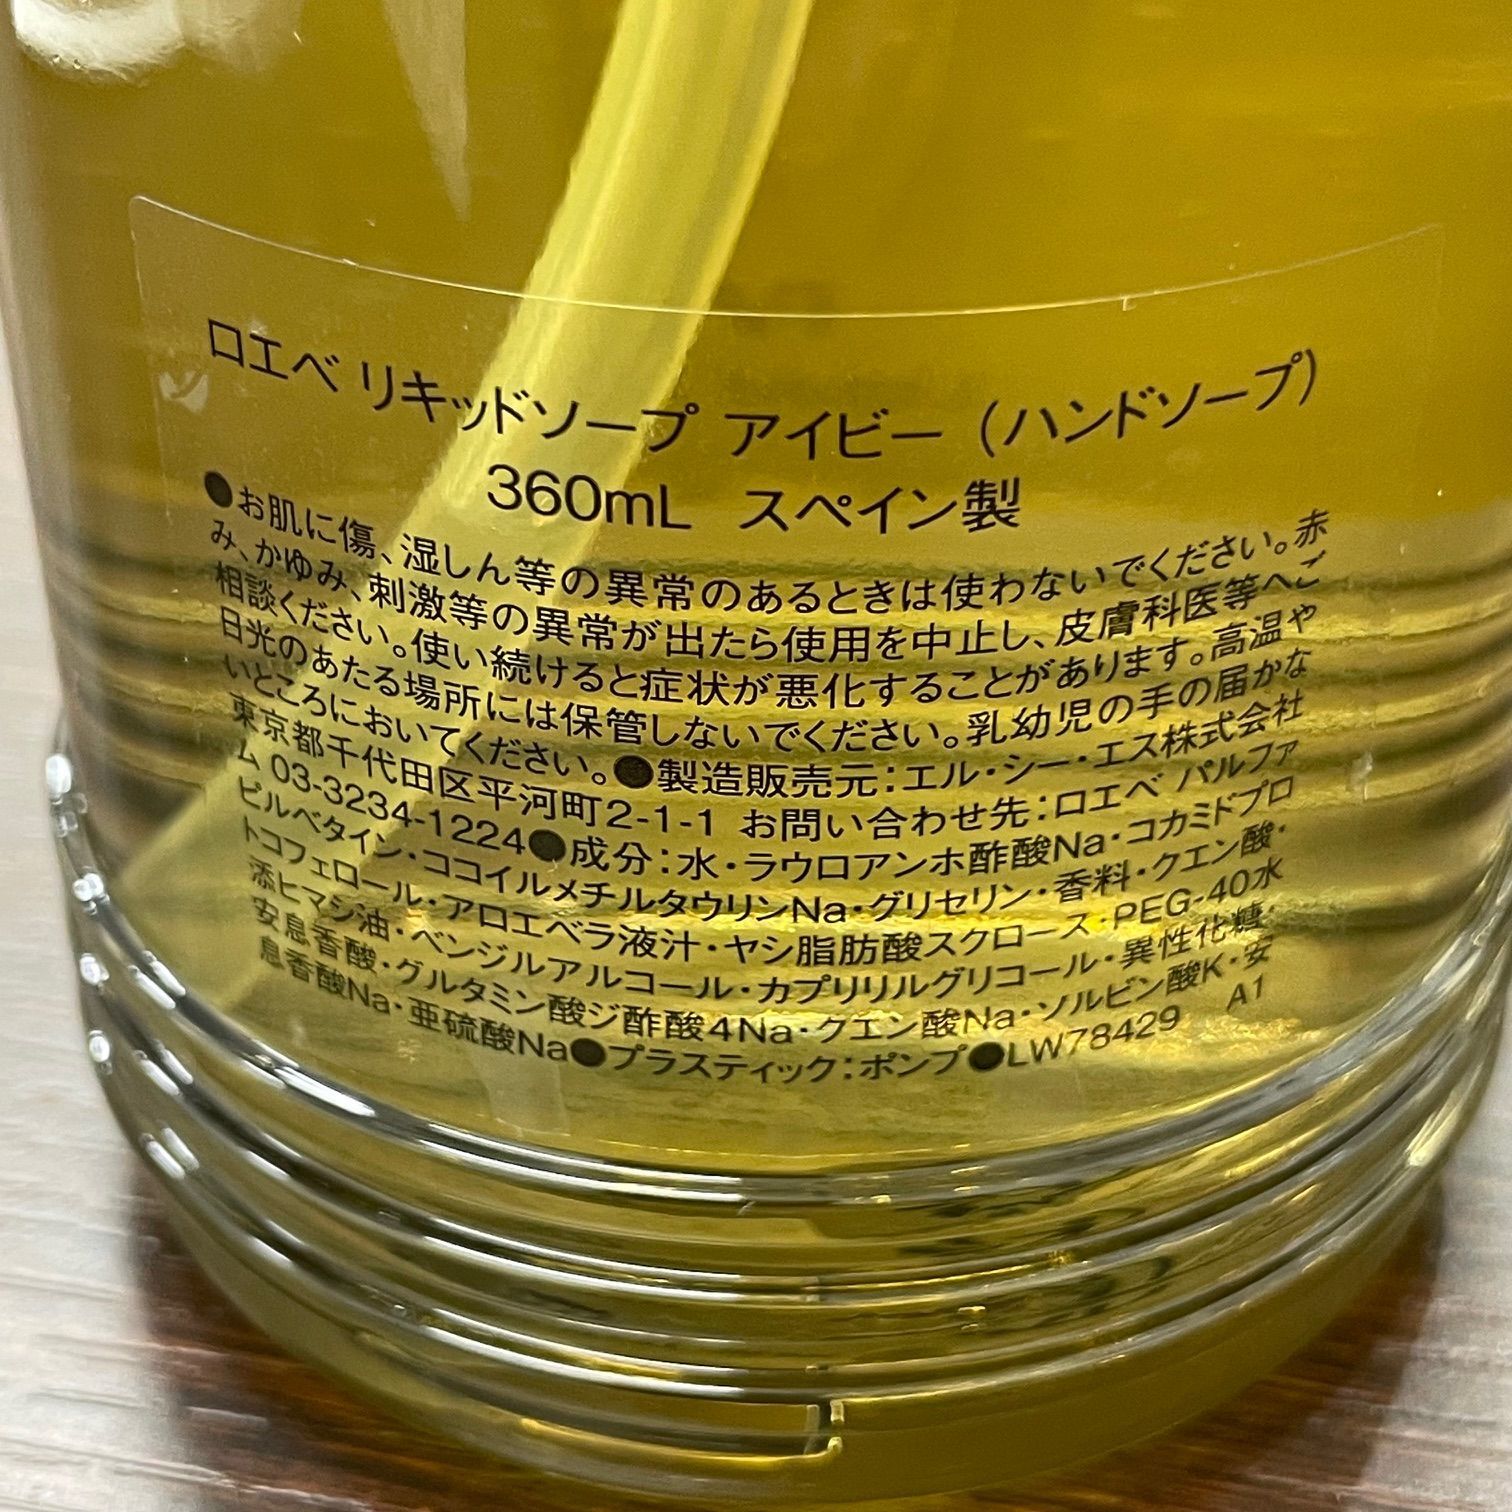 ロエベ リキッドソープ アイビー（ハンドソープ）
360mL スペイン製
●お肌に傷、湿しん等の異常のあるときは使わないでください。赤
み、かゆみ、刺激等の異常が出たら使用を中止し、皮膚科医等へご
相談ください。使い続けると症状が悪化することがあります。高温や
日光のあたる場所には保管しないでください。乳幼児の手の届かな
いところにおいてください。●製造販売元：エル・シー・エス株式会社
東京都千代田区平河町2-1-1 お問い合わせ先：ロエベ パルファ
ム 03-3234-1224●成分：水・ラウロアンホ酢酸Na・コカミドプロ
ピルベタイン・ココイルメチルタウリンNa・グリセリン・香料・クエン酸・
トコフェロール・アロエベラ液汁・ヤシ脂肪酸スクロース・PEG-40水
添ヒマシ油・ベンジルアルコール・カプリリルグリコール・異性化糖・
安息香酸・グルタミン酸ジ酢酸4Na・クエン酸Na・ソルビン酸K・安
息香酸Na・亜硫酸Na●プラスティック：ポンプ●LW78429 A1